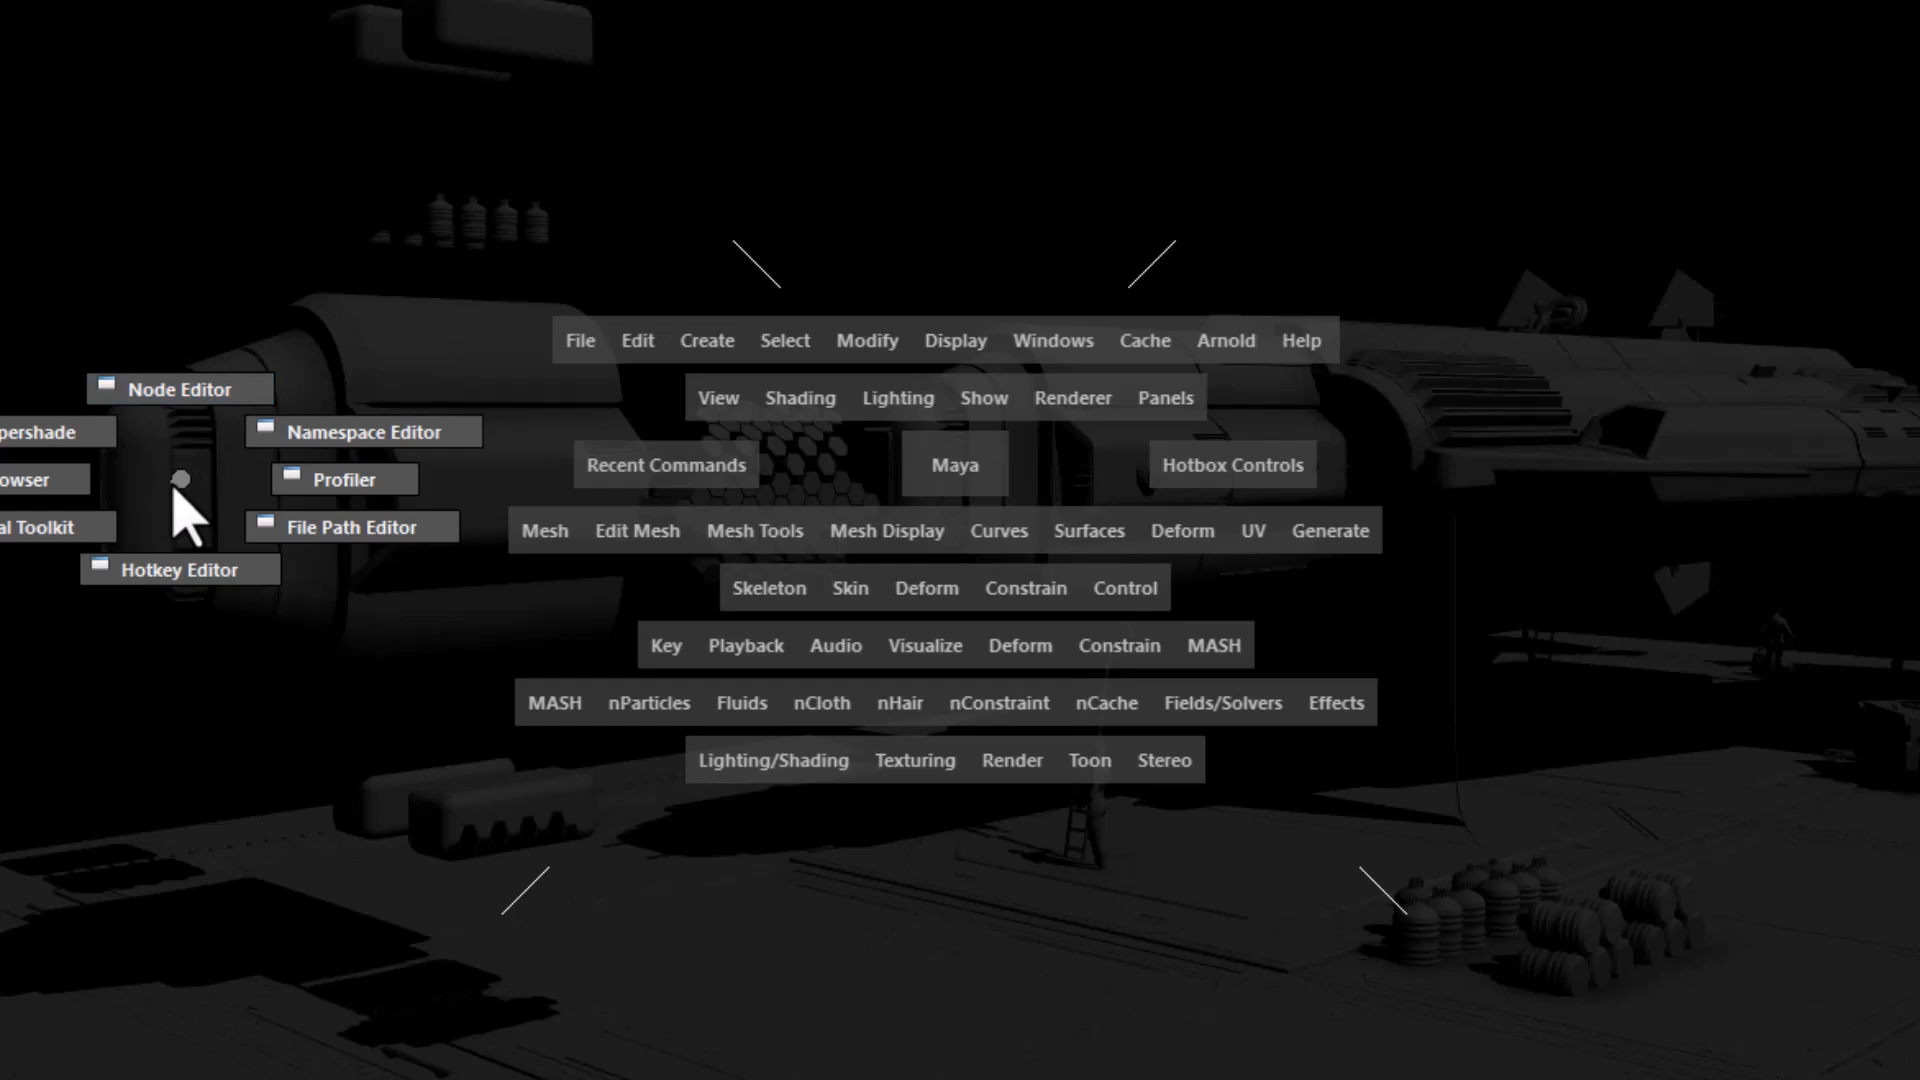 File Edit Create Select Modify Display Windows Cache Arnold Help
View Shading Lighting Show Renderer Panels
Node Editor
pershade
Namespace Editor
Recent Commands Maya Hotbox Controls
owser
Profiler
al Toolkit
File Path Editor
Mesh Edit Mesh Mesh Tools Mesh Display Curves Surfaces Deform UV Generate
Hotkey Editor
Skeleton Skin Deform Constrain Control
Key Playback Audio Visualize Deform Constrain MASH
MASH nParticles Fluids nCloth nHair nConstraint nCache Fields/Solvers Effects
Lighting/Shading Texturing Render Toon Stereo